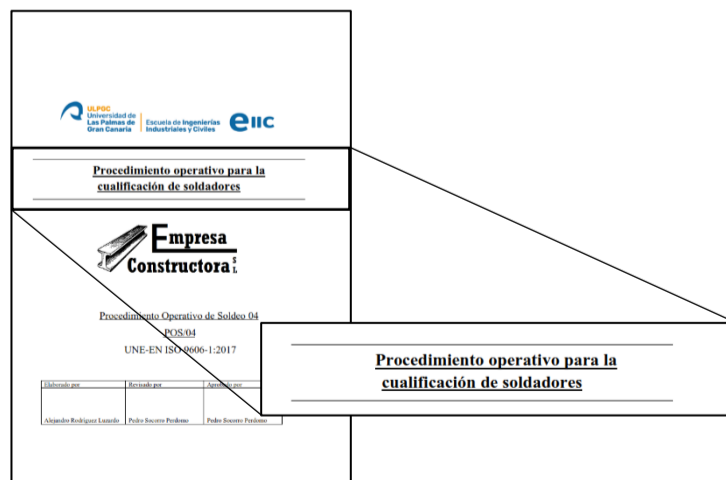 ULPGC
Universidad de
Las Palmas de
Gran Canaria
Escuela de Ingenierías
Industriales y Civiles
eiic
Procedimiento operativo para la
cualificación de soldadores
Empresa
Constructora S L
Procedimiento Operativo de Soldeo 04
POS/04
UNE-EN ISO 9606-1:2017
Elaborado por Revisado por Aprobado por
Alejandro Rodríguez Luzardo Pedro Socorro Perdomo Pedro Socorro Perdomo
Procedimiento operativo para la
cualificación de soldadores